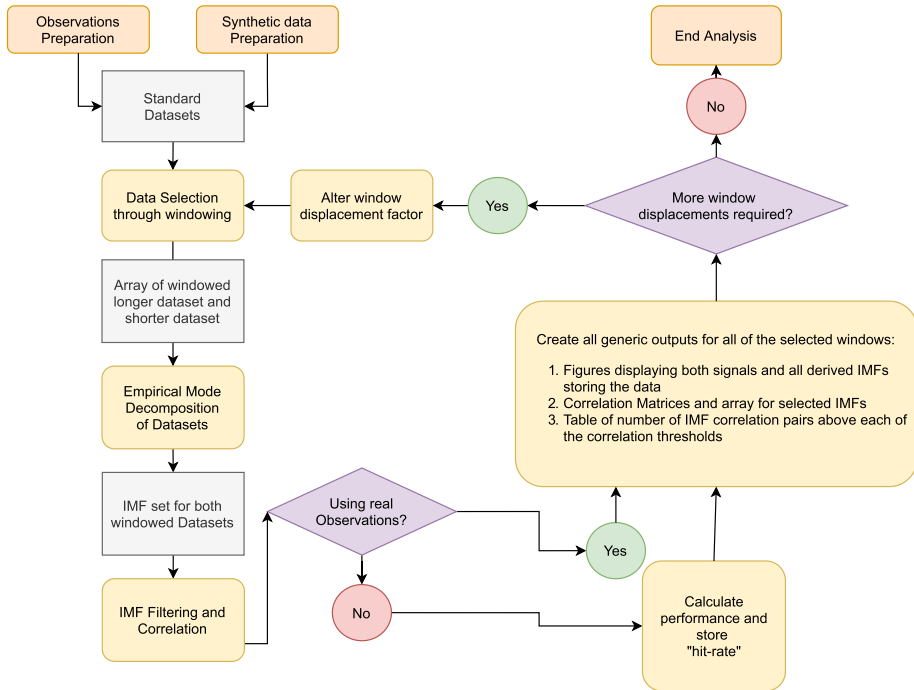 Observations
Preparation
Synthetic data
Preparation
End Analysis
No
Standard
Datasets
Data Selection
through windowing
Alter window
displacement factor
Yes
More window
displacements required?
Array of windowed
longer dataset and
shorter dataset
Create all generic outputs for all of the selected windows:
1. Figures displaying both signals and all derived IMFs
storing the data
2. Correlation Matrices and array for selected IMFs
3. Table of number of IMF correlation pairs above each of
the correlation thresholds
Empirical Mode
Decomposition
of Datasets
IMF set for both
windowed Datasets
Using real
Observations?
Yes
IMF Filtering and
Correlation
No
Calculate
performance and
store
"hit-rate"